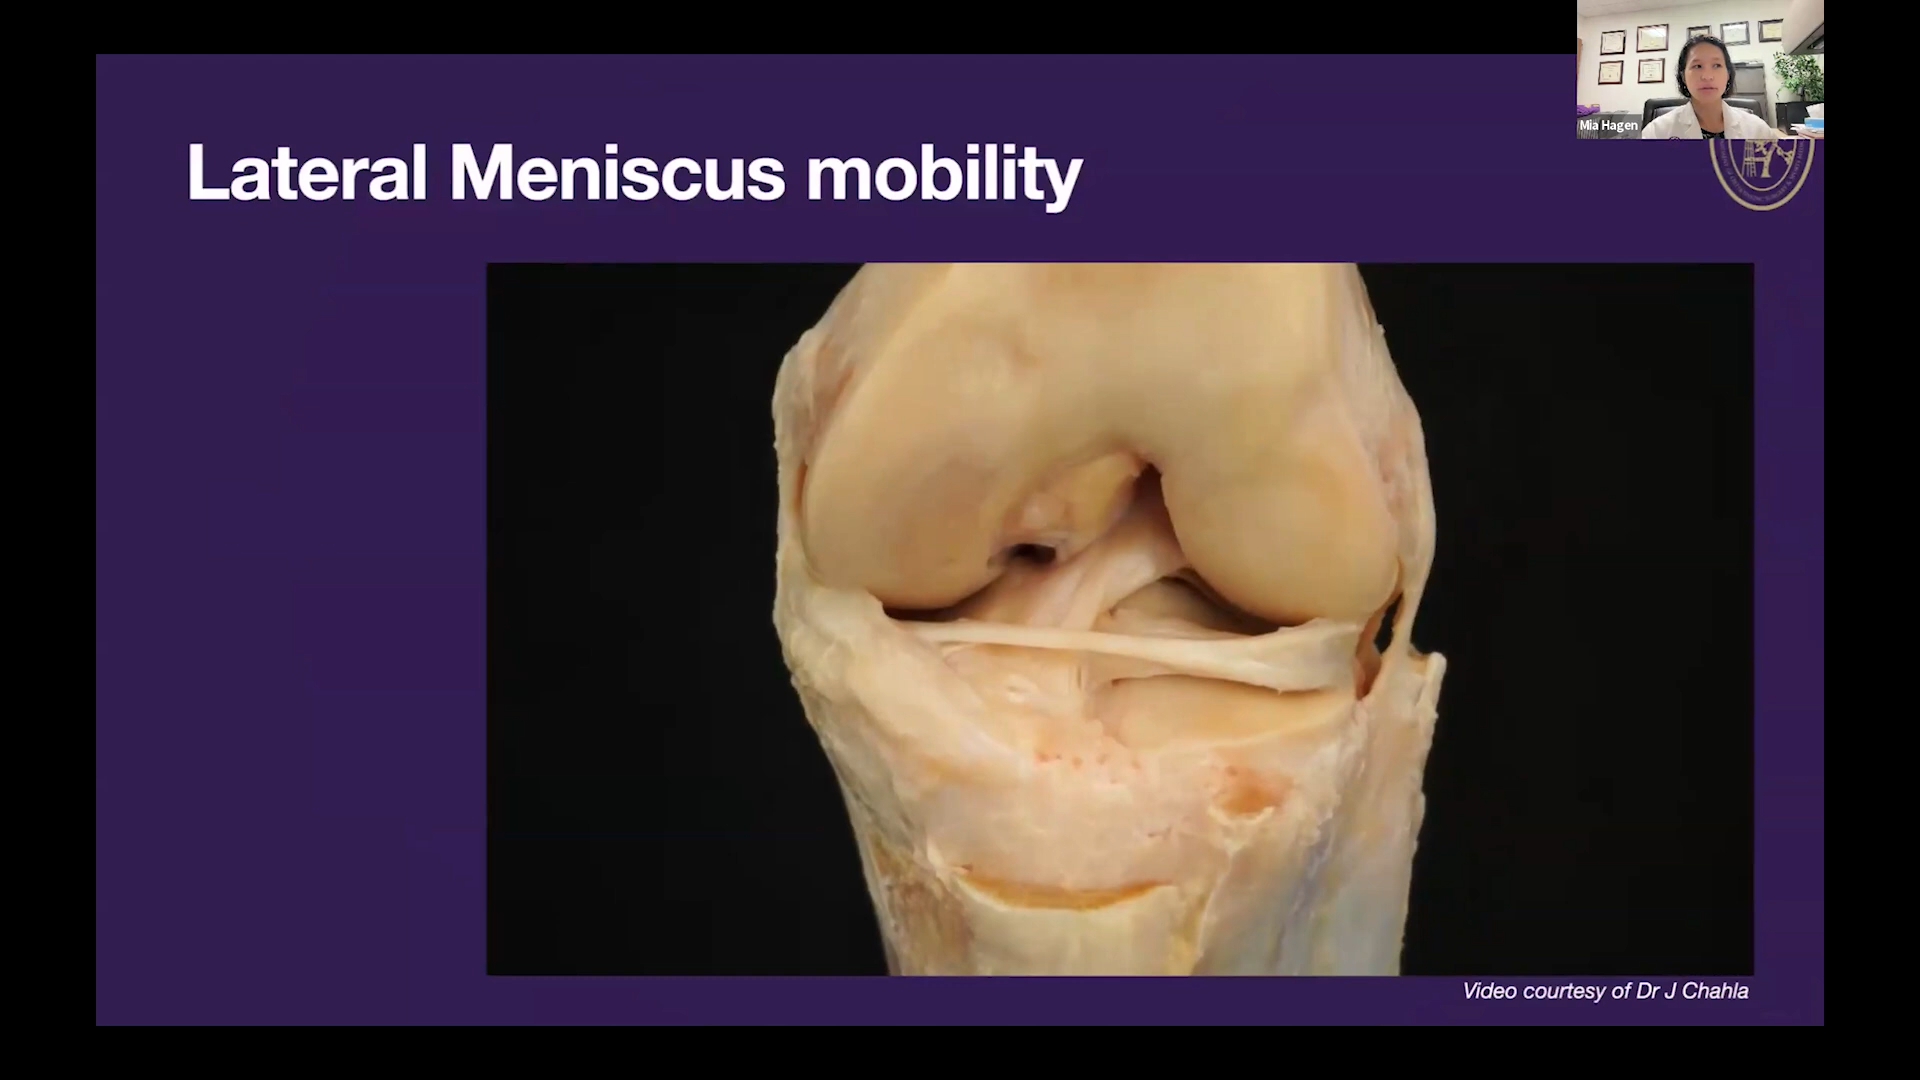 Mia Hagen
Lateral Meniscus mobility
Video courtesy of Dr J Chahla